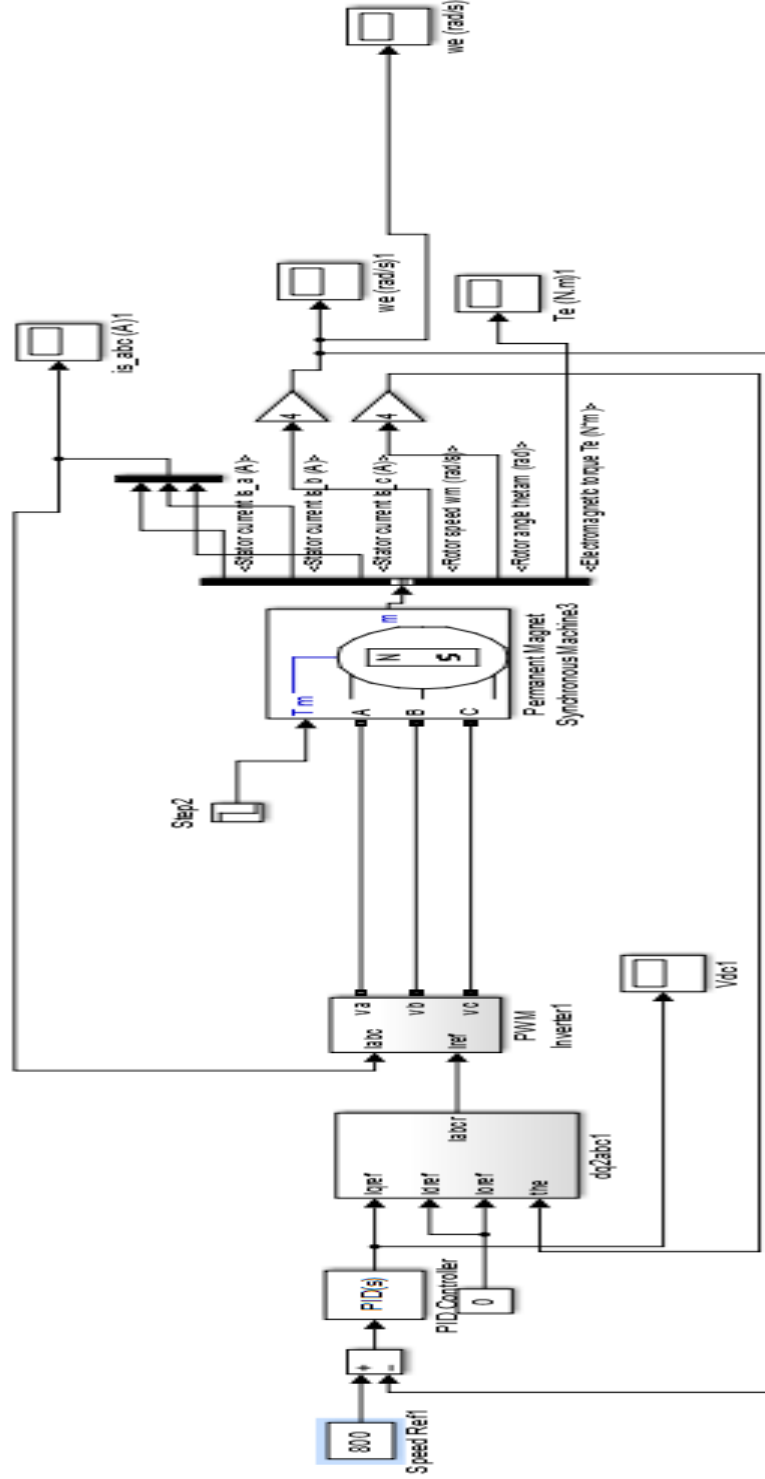 800
Speed Ref1
+
−
PID(s)
PID Controller
0
Iqref
Idref
Ioref
the
Iabcr
dq2abc1
Iabc
Iref
va
vb
vc
PWM
Inverter1
Vdc1
Step2
Tm
A
B
C
m
N
S
Permanent Magnet
Synchronous Machine3
<Stator current is_a (A)>
<Stator current is_b (A)>
<Stator current is_c (A)>
<Rotor speed wm (rad/s)>
<Rotor angle thetam (rad)>
<Electromagnetic torque Te (N*m)>
4
4
is_abc (A)1
we (rad/s)1
Te (N.m)1
we (rad/s)